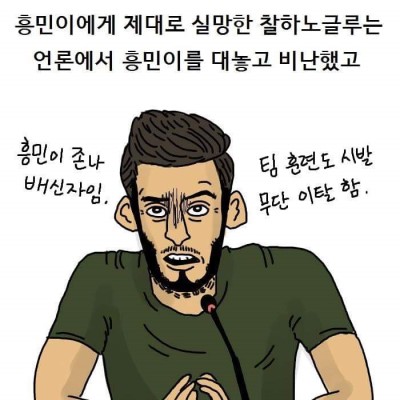 흥민이에게 제대로 실망한 찰하노글루는
언론에서 흥민이를 대놓고 비난했고
흥민이 존나
배신자임.
팀 훈련도 시발
무단 이탈 함.